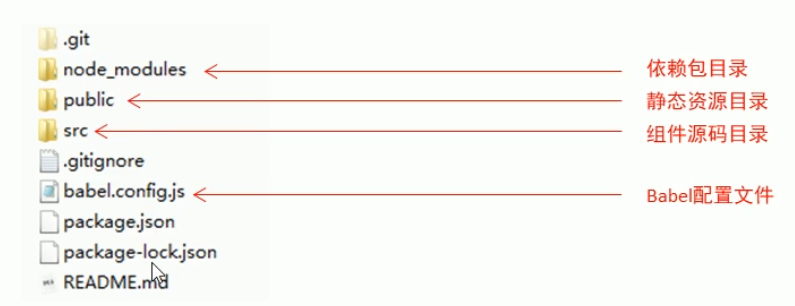 .git
node_modules 依赖包目录
public 静态资源目录
src 组件源码目录
.gitignore
babel.config.js Babel配置文件
package.json
package-lock.json
README.md